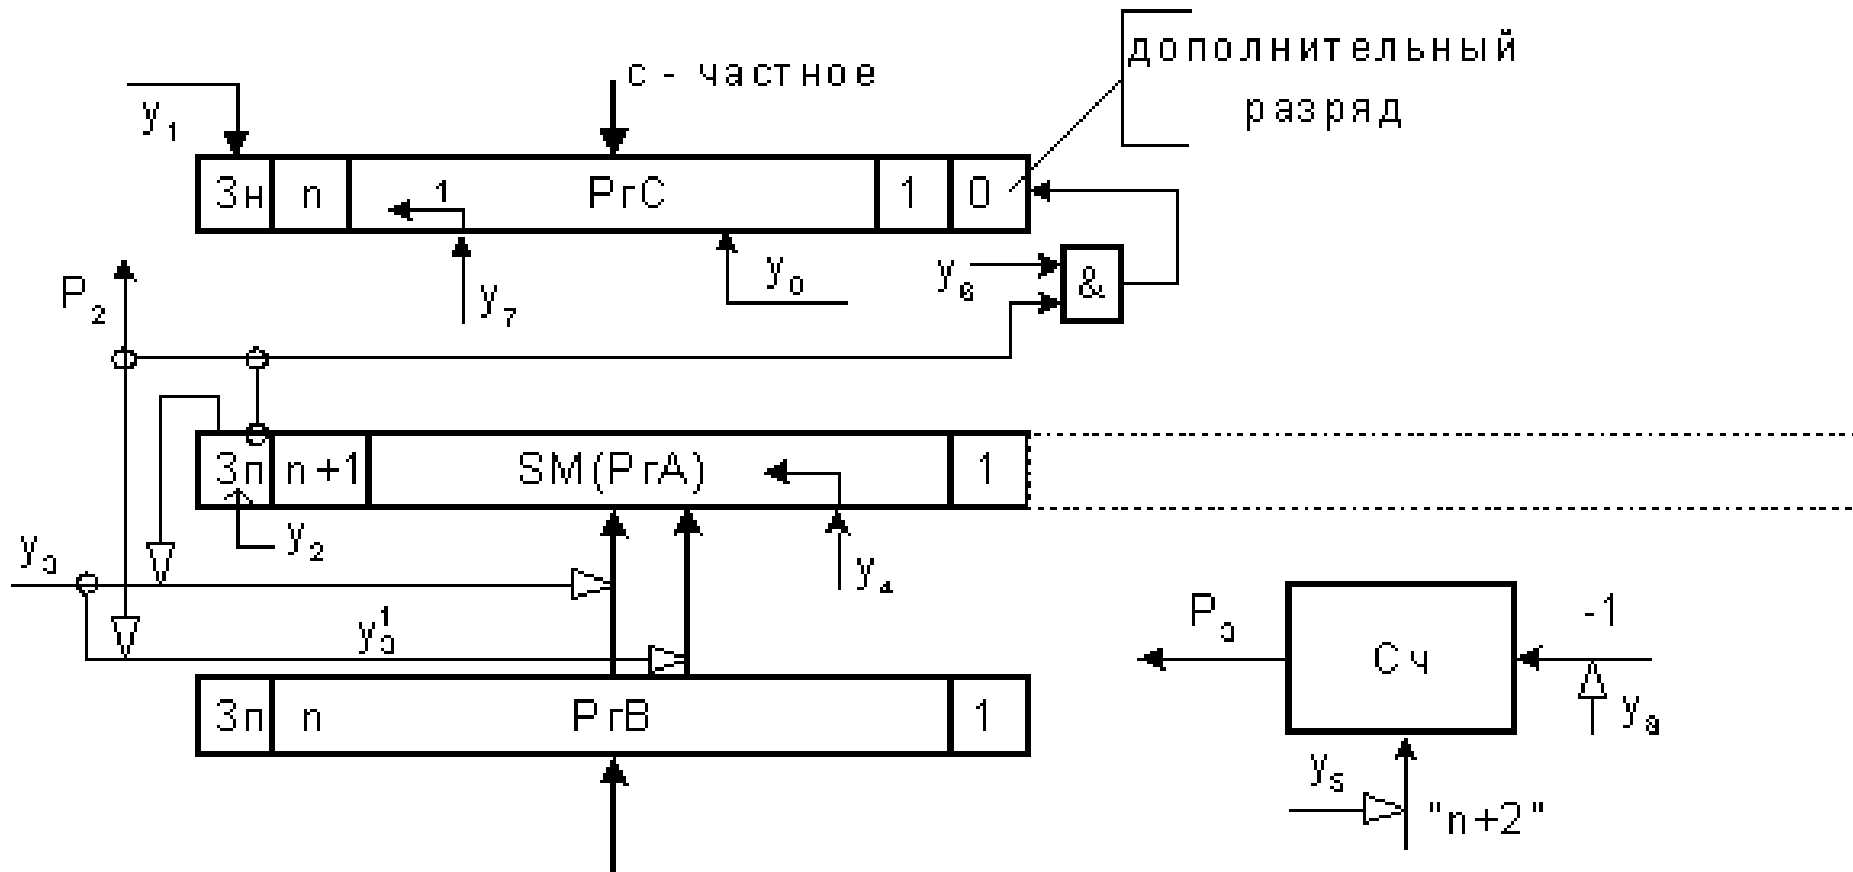 с - частное
дополнительный
разряд
y1
Зн n 1 РгС 1 0
y7
y0
y6
&
P2
Зп n+1 SM(РгА) 1
y2
y3
y4
y3^1
Зп n РгВ 1
P3
Сч
-1
y8
y5
"n+2"